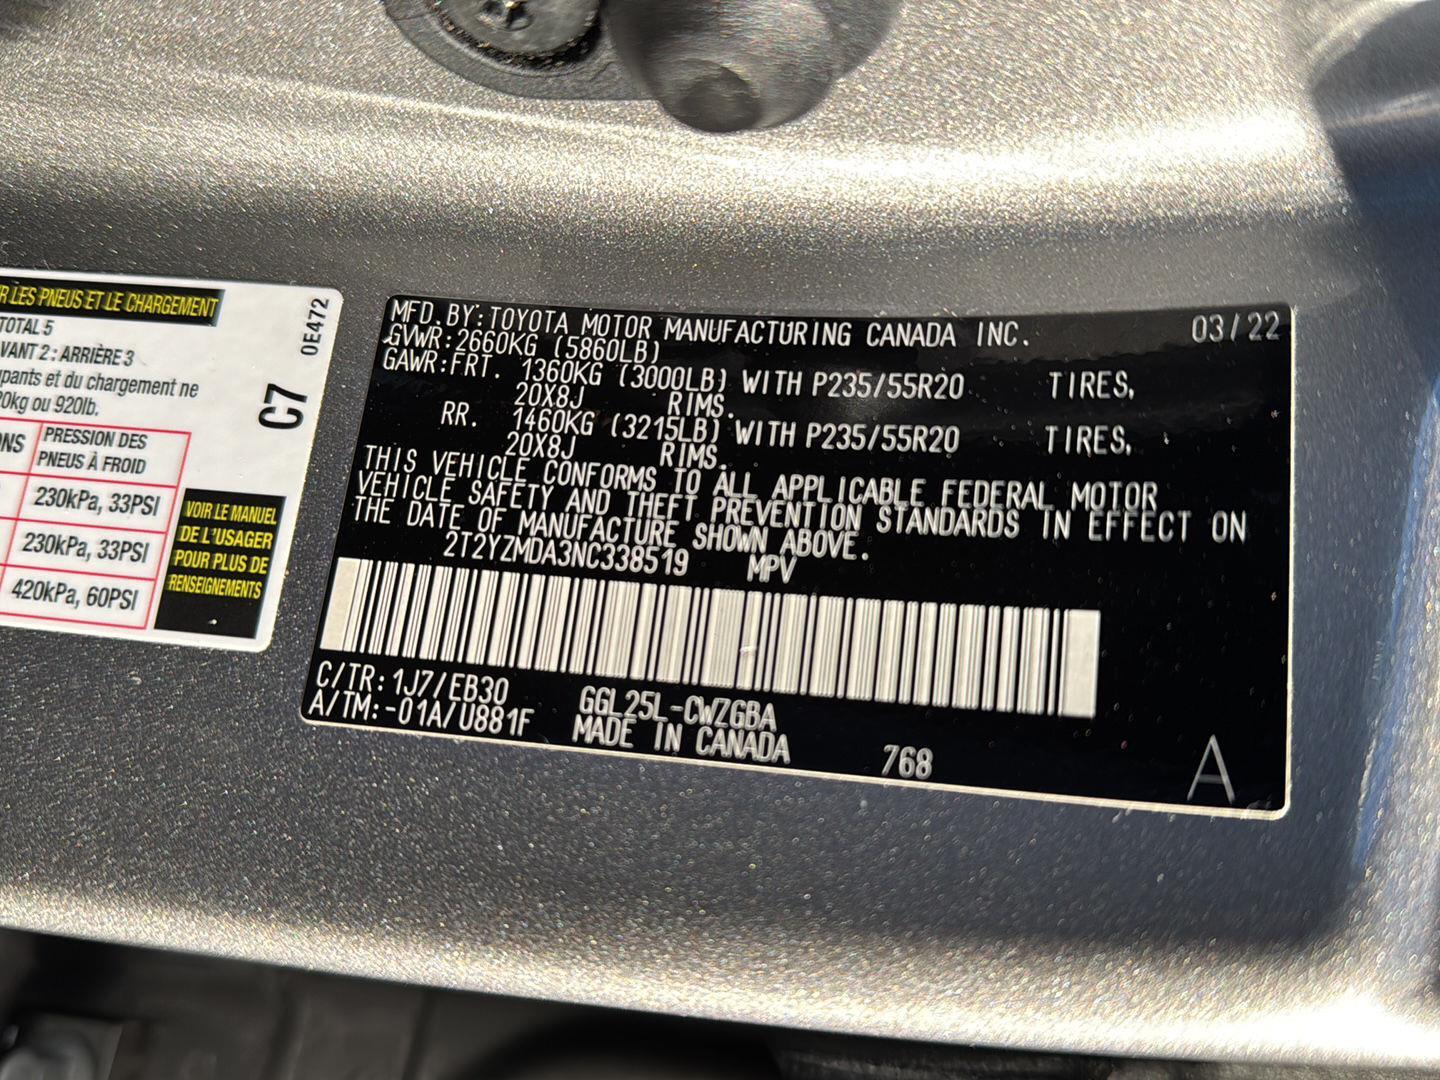 R LES PNEUS ET LE CHARGEMENT
TOTAL 5
VANT 2 : ARRIÈRE 3
pants et du chargement ne
0kg ou 920lb.
NS PRESSION DES PNEUS À FROID
230kPa, 33PSI
230kPa, 33PSI
420kPa, 60PSI
VOIR LE MANUEL
DE L'USAGER
POUR PLUS DE
RENSEIGNEMENTS
0E472
C7
MFD. BY: TOYOTA MOTOR MANUFACTURING CANADA INC. 03/22
GVWR: 2660KG (5860LB)
GAWR: FRT. 1360KG (3000LB) WITH P235/55R20 TIRES,
20X8J RIMS.
RR. 1460KG (3215LB) WITH P235/55R20 TIRES,
20X8J RIMS.
THIS VEHICLE CONFORMS TO ALL APPLICABLE FEDERAL MOTOR
VEHICLE SAFETY AND THEFT PREVENTION STANDARDS IN EFFECT ON
THE DATE OF MANUFACTURE SHOWN ABOVE.
2T2YZMDA3NC338519 MPV
C/TR: 1J7/EB30 GGL25L-CWZGBA
A/TM: -01A/U881F MADE IN CANADA 768 A